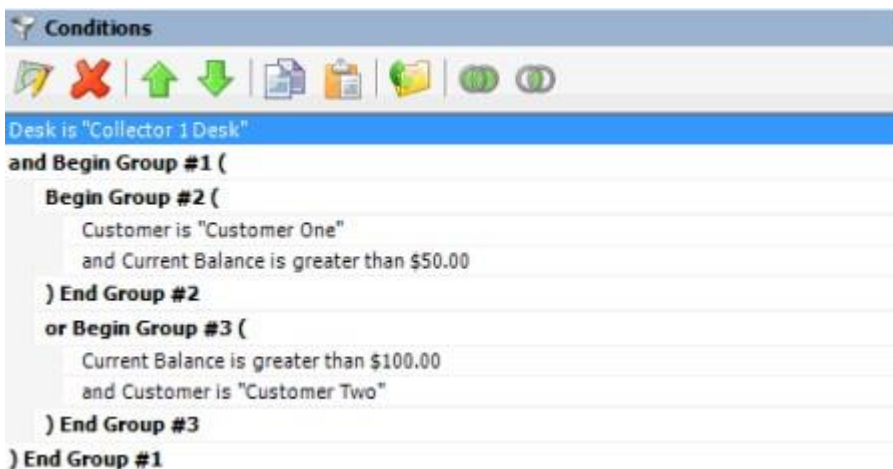 Conditions
Desk is "Collector 1 Desk"
and Begin Group #1 (
Begin Group #2 (
Customer is "Customer One"
and Current Balance is greater than $50.00
) End Group #2
or Begin Group #3 (
Current Balance is greater than $100.00
and Customer is "Customer Two"
) End Group #3
) End Group #1